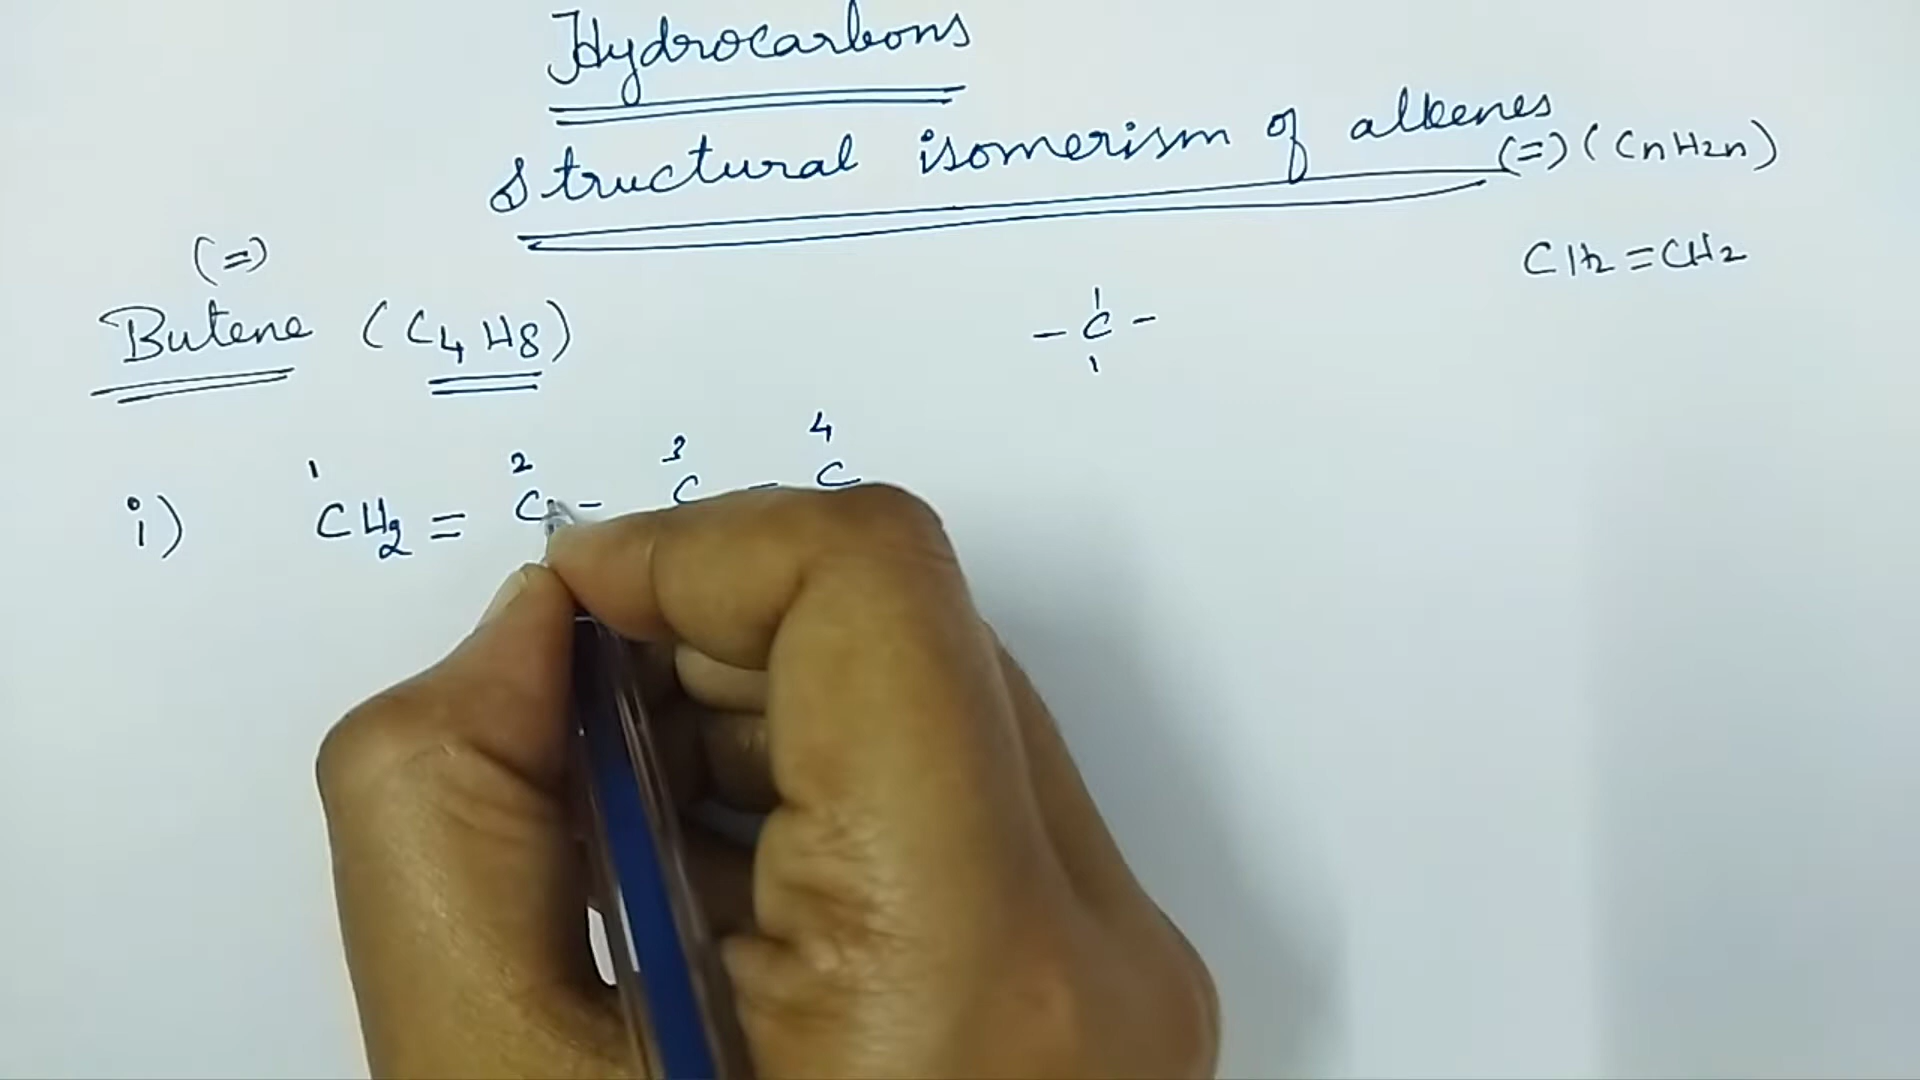 Hydrocarbons
Structural isomerism of alkenes
(=) (CnH2n)
CH2=CH2
(=)
Butene (C4H8)
-C-
1 2 3 4
i) CH2 = C - C - C